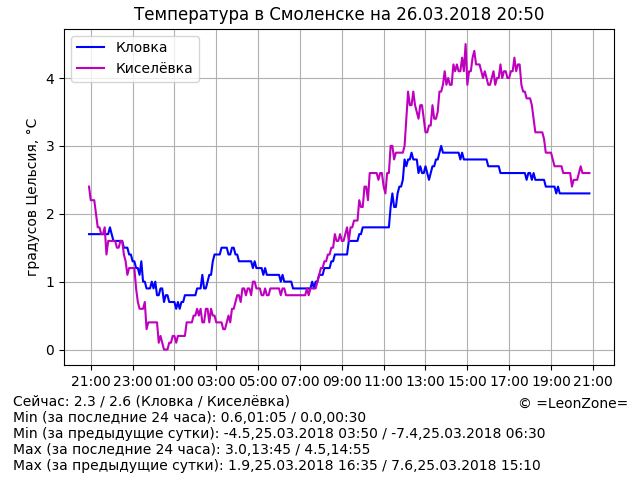 Температура в Смоленске на 26.03.2018 20:50
Кловка
Киселёвка
градусов Цельсия, °C
4
3
2
1
0
21:00 23:00 01:00 03:00 05:00 07:00 09:00 11:00 13:00 15:00 17:00 19:00 21:00
Сейчас: 2.3 / 2.6 (Кловка / Киселёвка)
© =LeonZone=
Min (за последние 24 часа): 0.6,01:05 / 0.0,00:30
Min (за предыдущие сутки): -4.5,25.03.2018 03:50 / -7.4,25.03.2018 06:30
Max (за последние 24 часа): 3.0,13:45 / 4.5,14:55
Max (за предыдущие сутки): 1.9,25.03.2018 16:35 / 7.6,25.03.2018 15:10